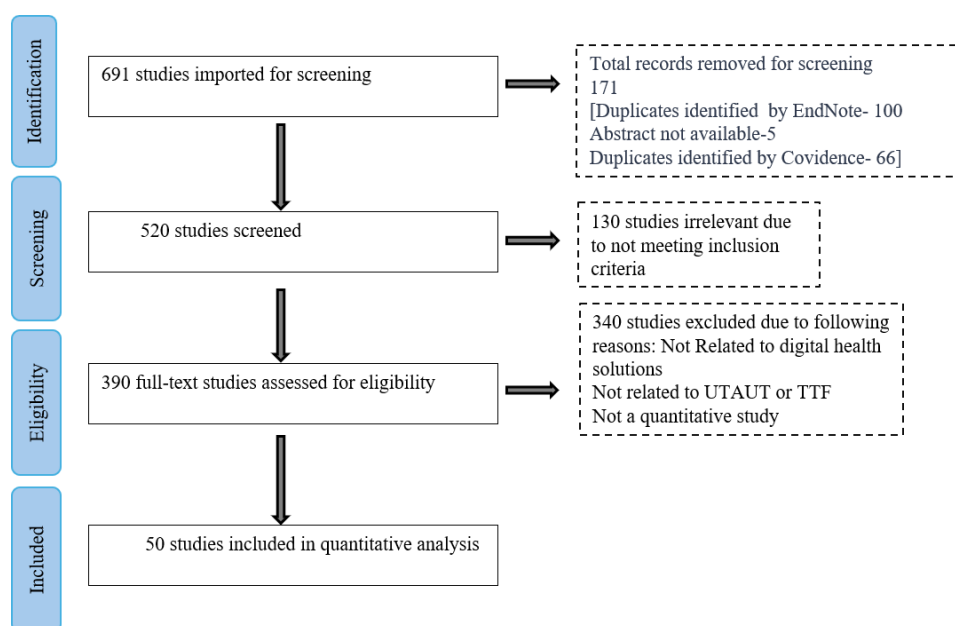 Identification
691 studies imported for screening
Total records removed for screening
171
[Duplicates identified by EndNote- 100
Abstract not available-5
Duplicates identified by Covidence- 66]
Screening
520 studies screened
130 studies irrelevant due
to not meeting inclusion
criteria
Eligibility
390 full-text studies assessed for eligibility
340 studies excluded due to following
reasons: Not Related to digital health
solutions
Not related to UTAUT or TTF
Not a quantitative study
Included
50 studies included in quantitative analysis